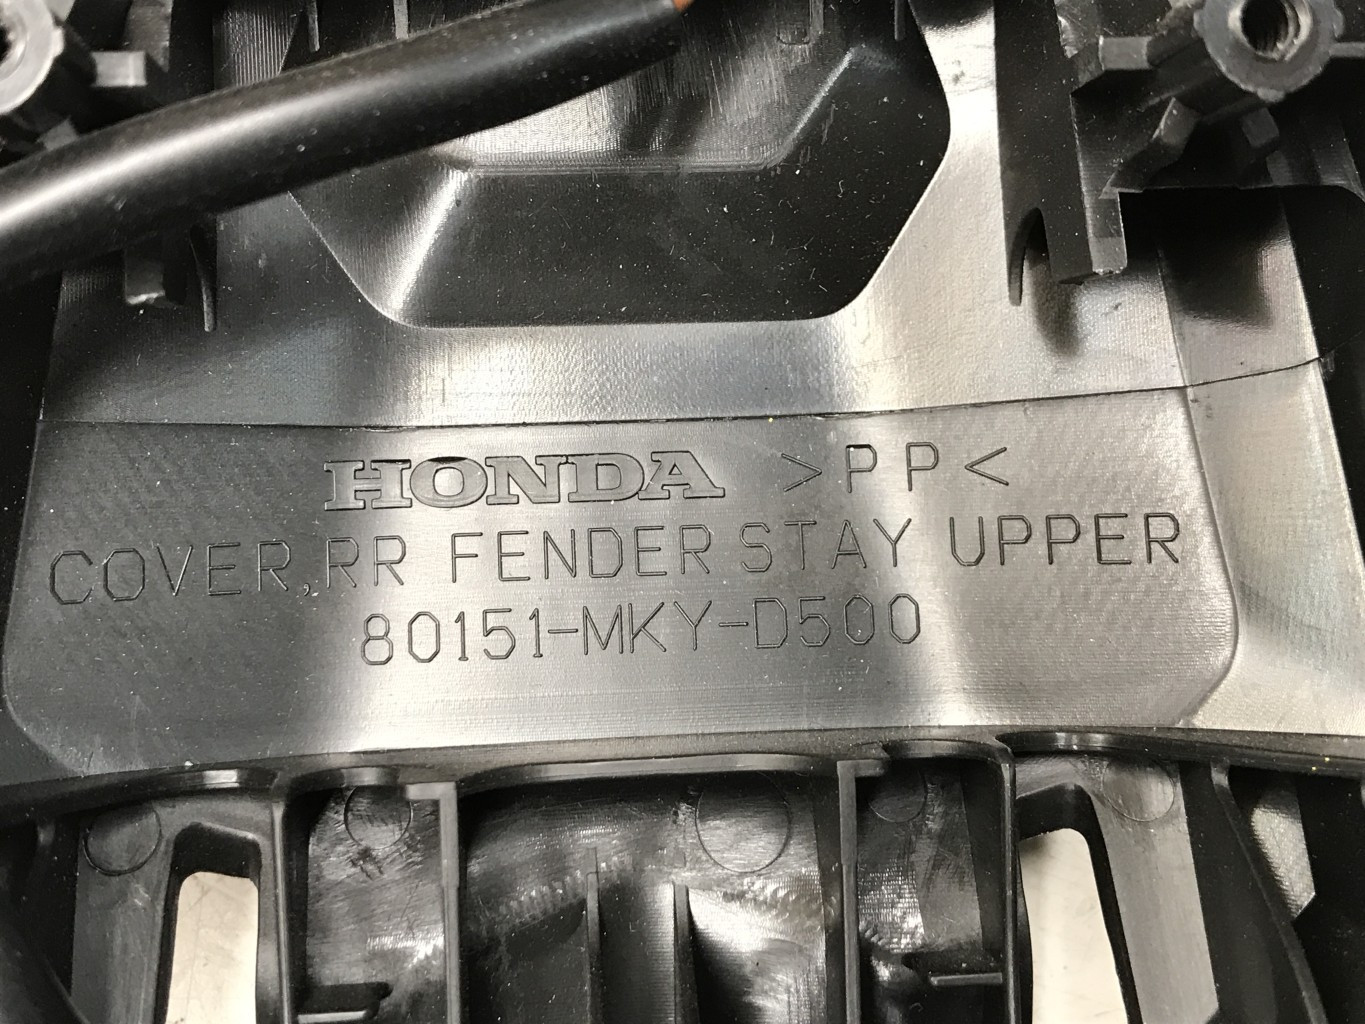 HONDA >PP<
COVER,RR FENDER STAY UPPER
80151-MKY-D500